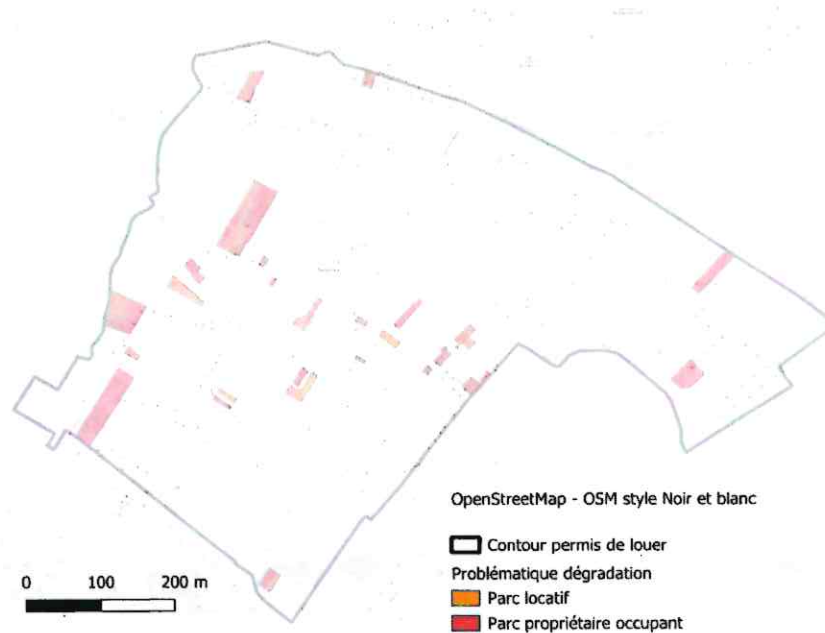 OpenStreetMap - OSM style Noir et blanc
Contour permis de louer
Problématique dégradation
Parc locatif
Parc propriétaire occupant
0 100 200 m